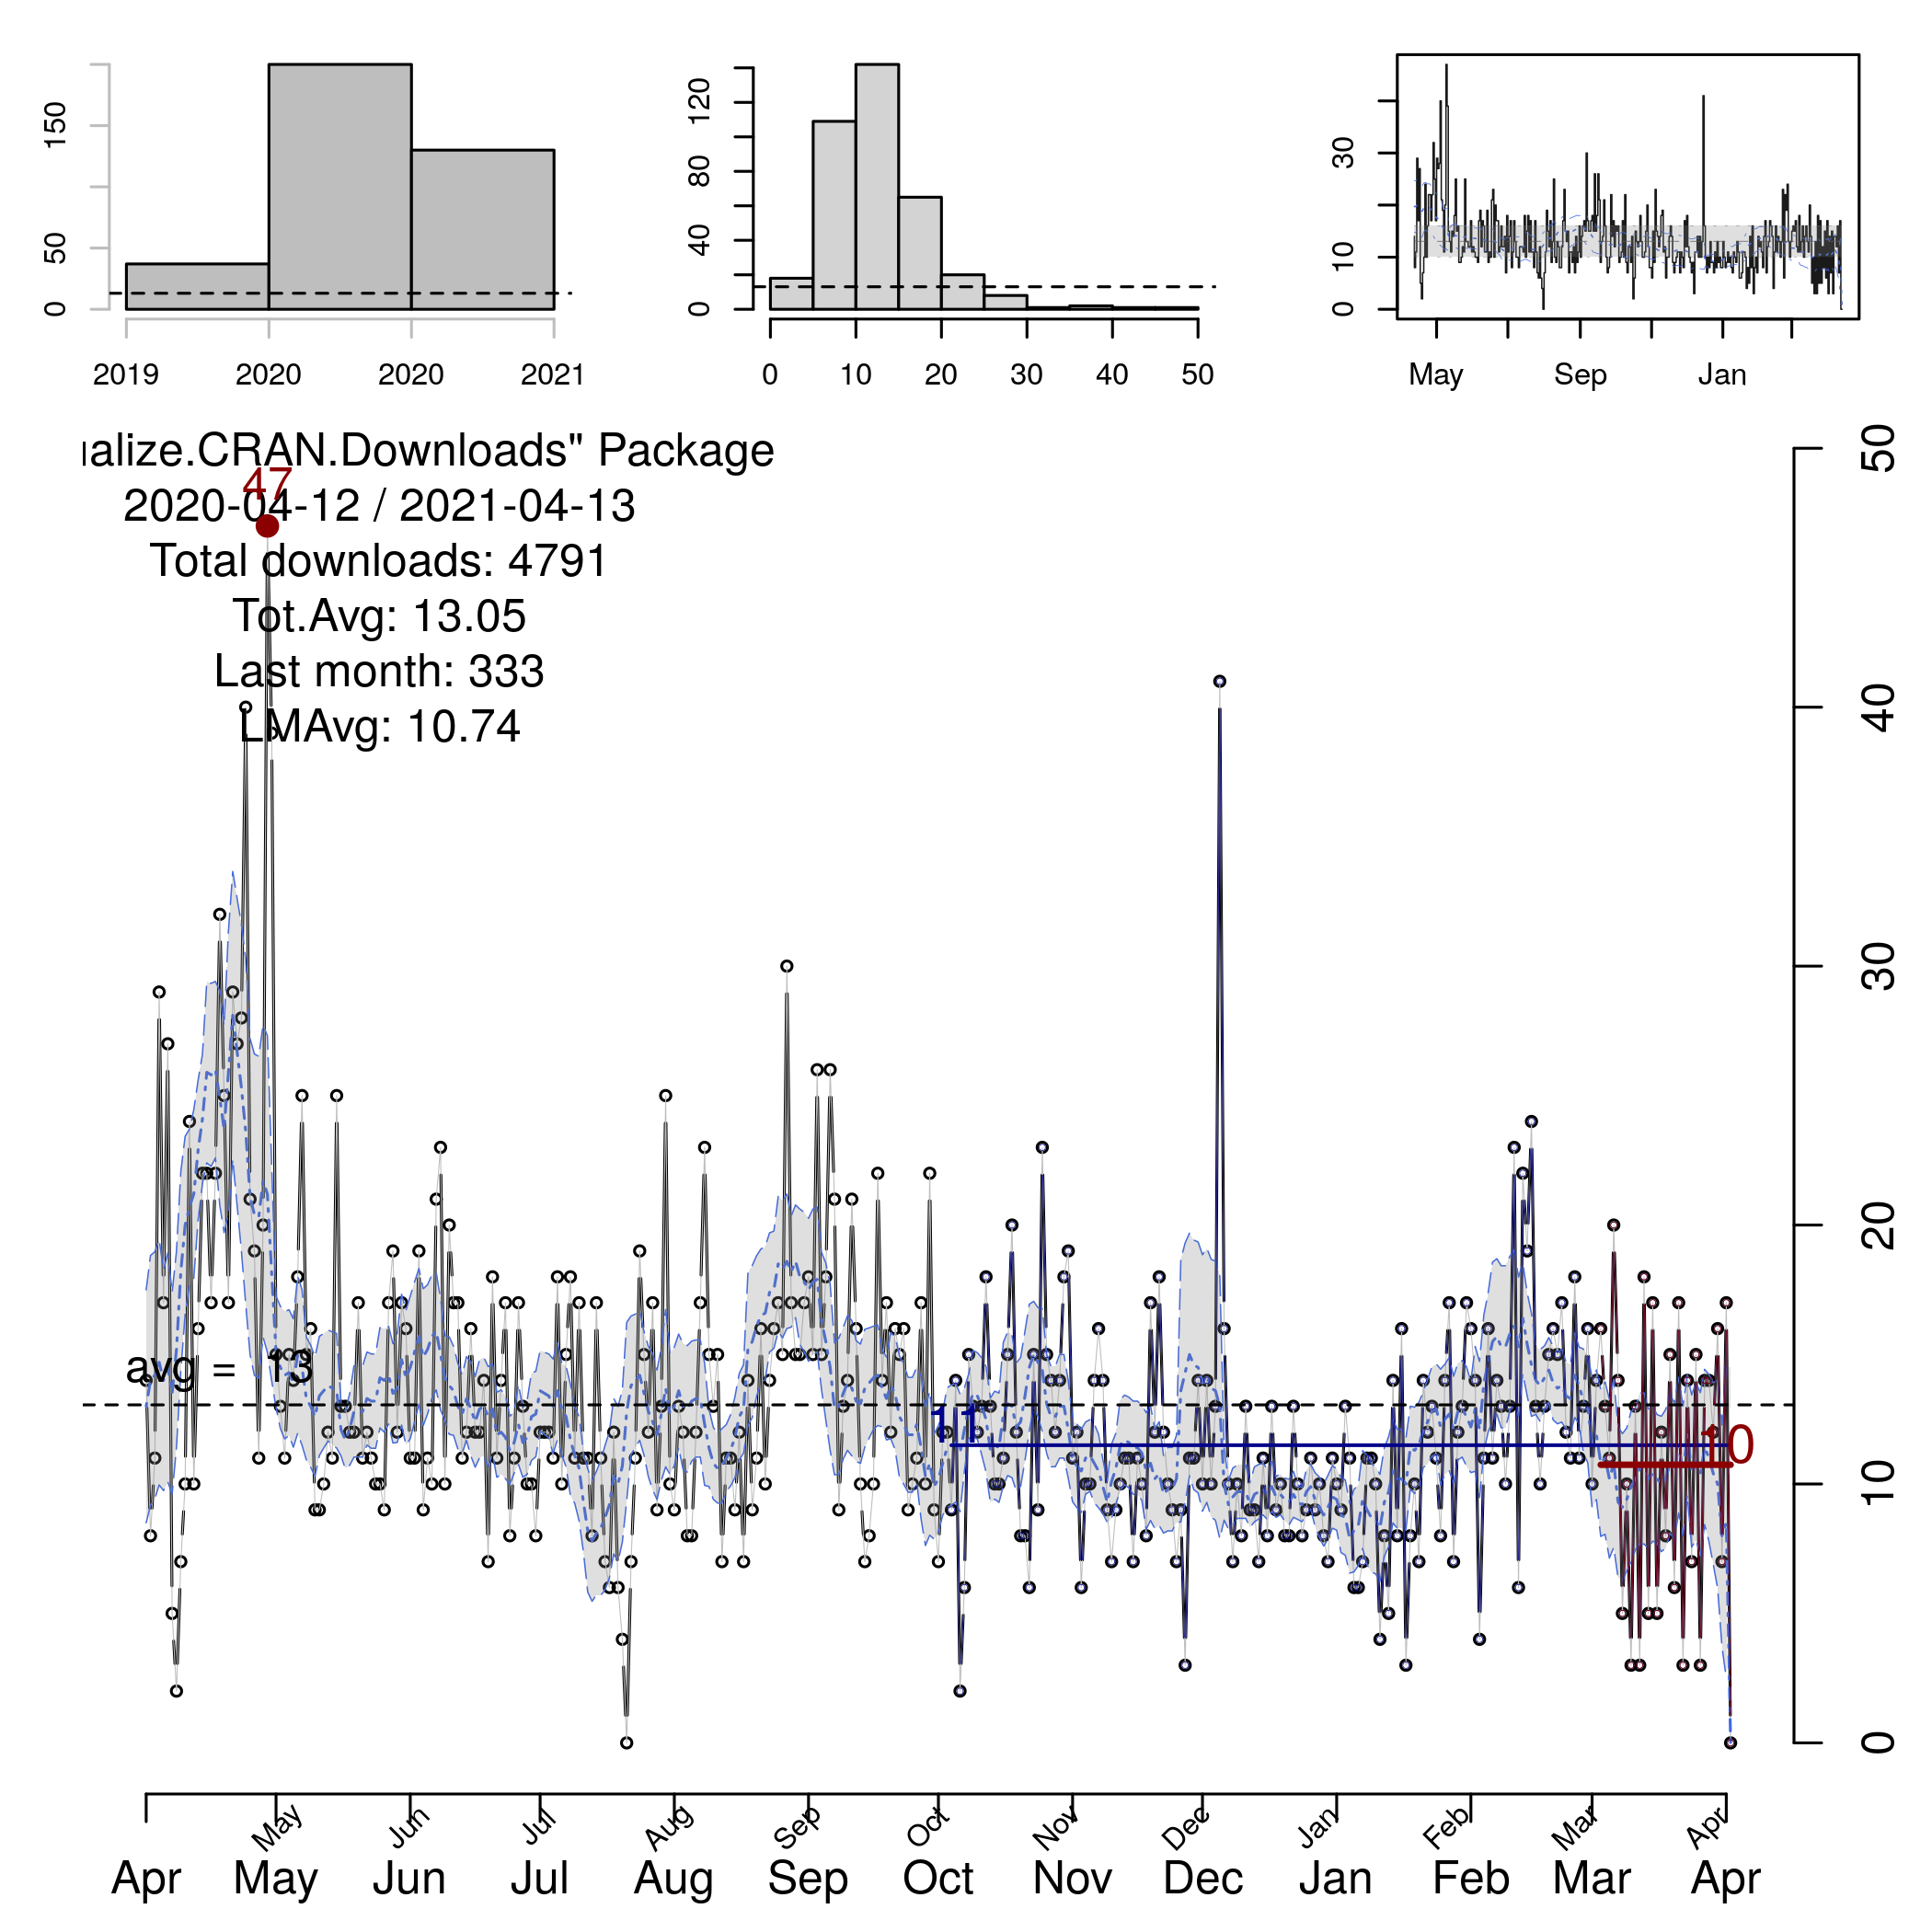 0 50 150
2019 2020 2020 2021
0 40 80 120
0 10 20 30 40 50
0 10 30
May Sep Jan
alize.CRAN.Downloads" Package
47
2020-04-12 / 2021-04-13
Total downloads: 4791
Tot.Avg: 13.05
Last month: 333
LMAvg: 10.74
avg = 13
11
10
50
40
30
20
10
0
May Jun Jul Aug Sep Oct Nov Dec Jan Feb Mar Apr
Apr May Jun Jul Aug Sep Oct Nov Dec Jan Feb Mar Apr